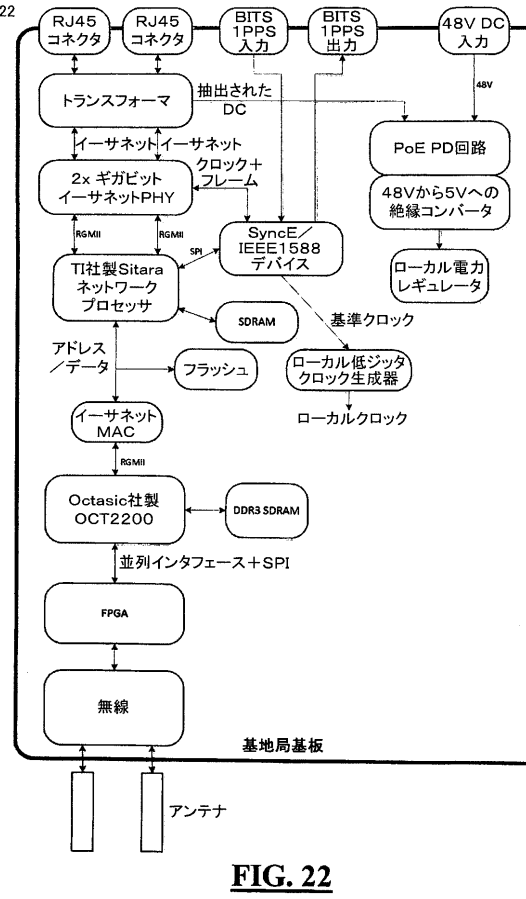 22
RJ45
コネクタ
RJ45
コネクタ
BITS
1PPS
入力
BITS
1PPS
出力
48V DC
入力
トランスフォーマ
抽出された
DC
48V
イーサネット
イーサネット
PoE PD回路
2x ギガビット
イーサネットPHY
クロック＋
フレーム
48Vから5Vへの
絶縁コンバータ
RGMII
RGMII
SPI
SyncE／
IEEE1588
デバイス
TI社製Sitara
ネットワーク
プロセッサ
ローカル電力
レギュレータ
SDRAM
基準クロック
アドレス
／データ
フラッシュ
ローカル低ジッタ
クロック生成器
イーサネット
MAC
ローカルクロック
RGMII
Octasic社製
OCT2200
DDR3 SDRAM
並列インタフェース＋SPI
FPGA
無線
基地局基板
アンテナ
FIG. 22